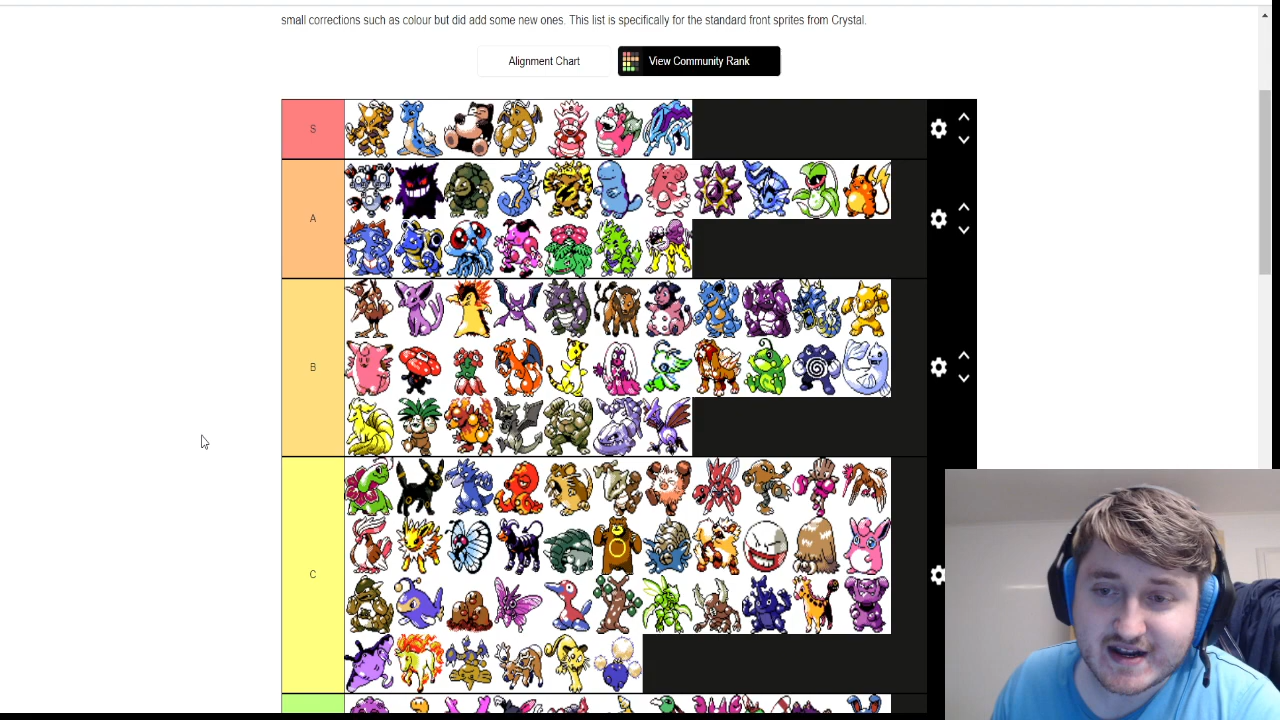 small corrections such as colour but did add some new ones. This list is specifically for the standard front sprites from Crystal.
Alignment Chart
View Community Rank
S
A
B
C